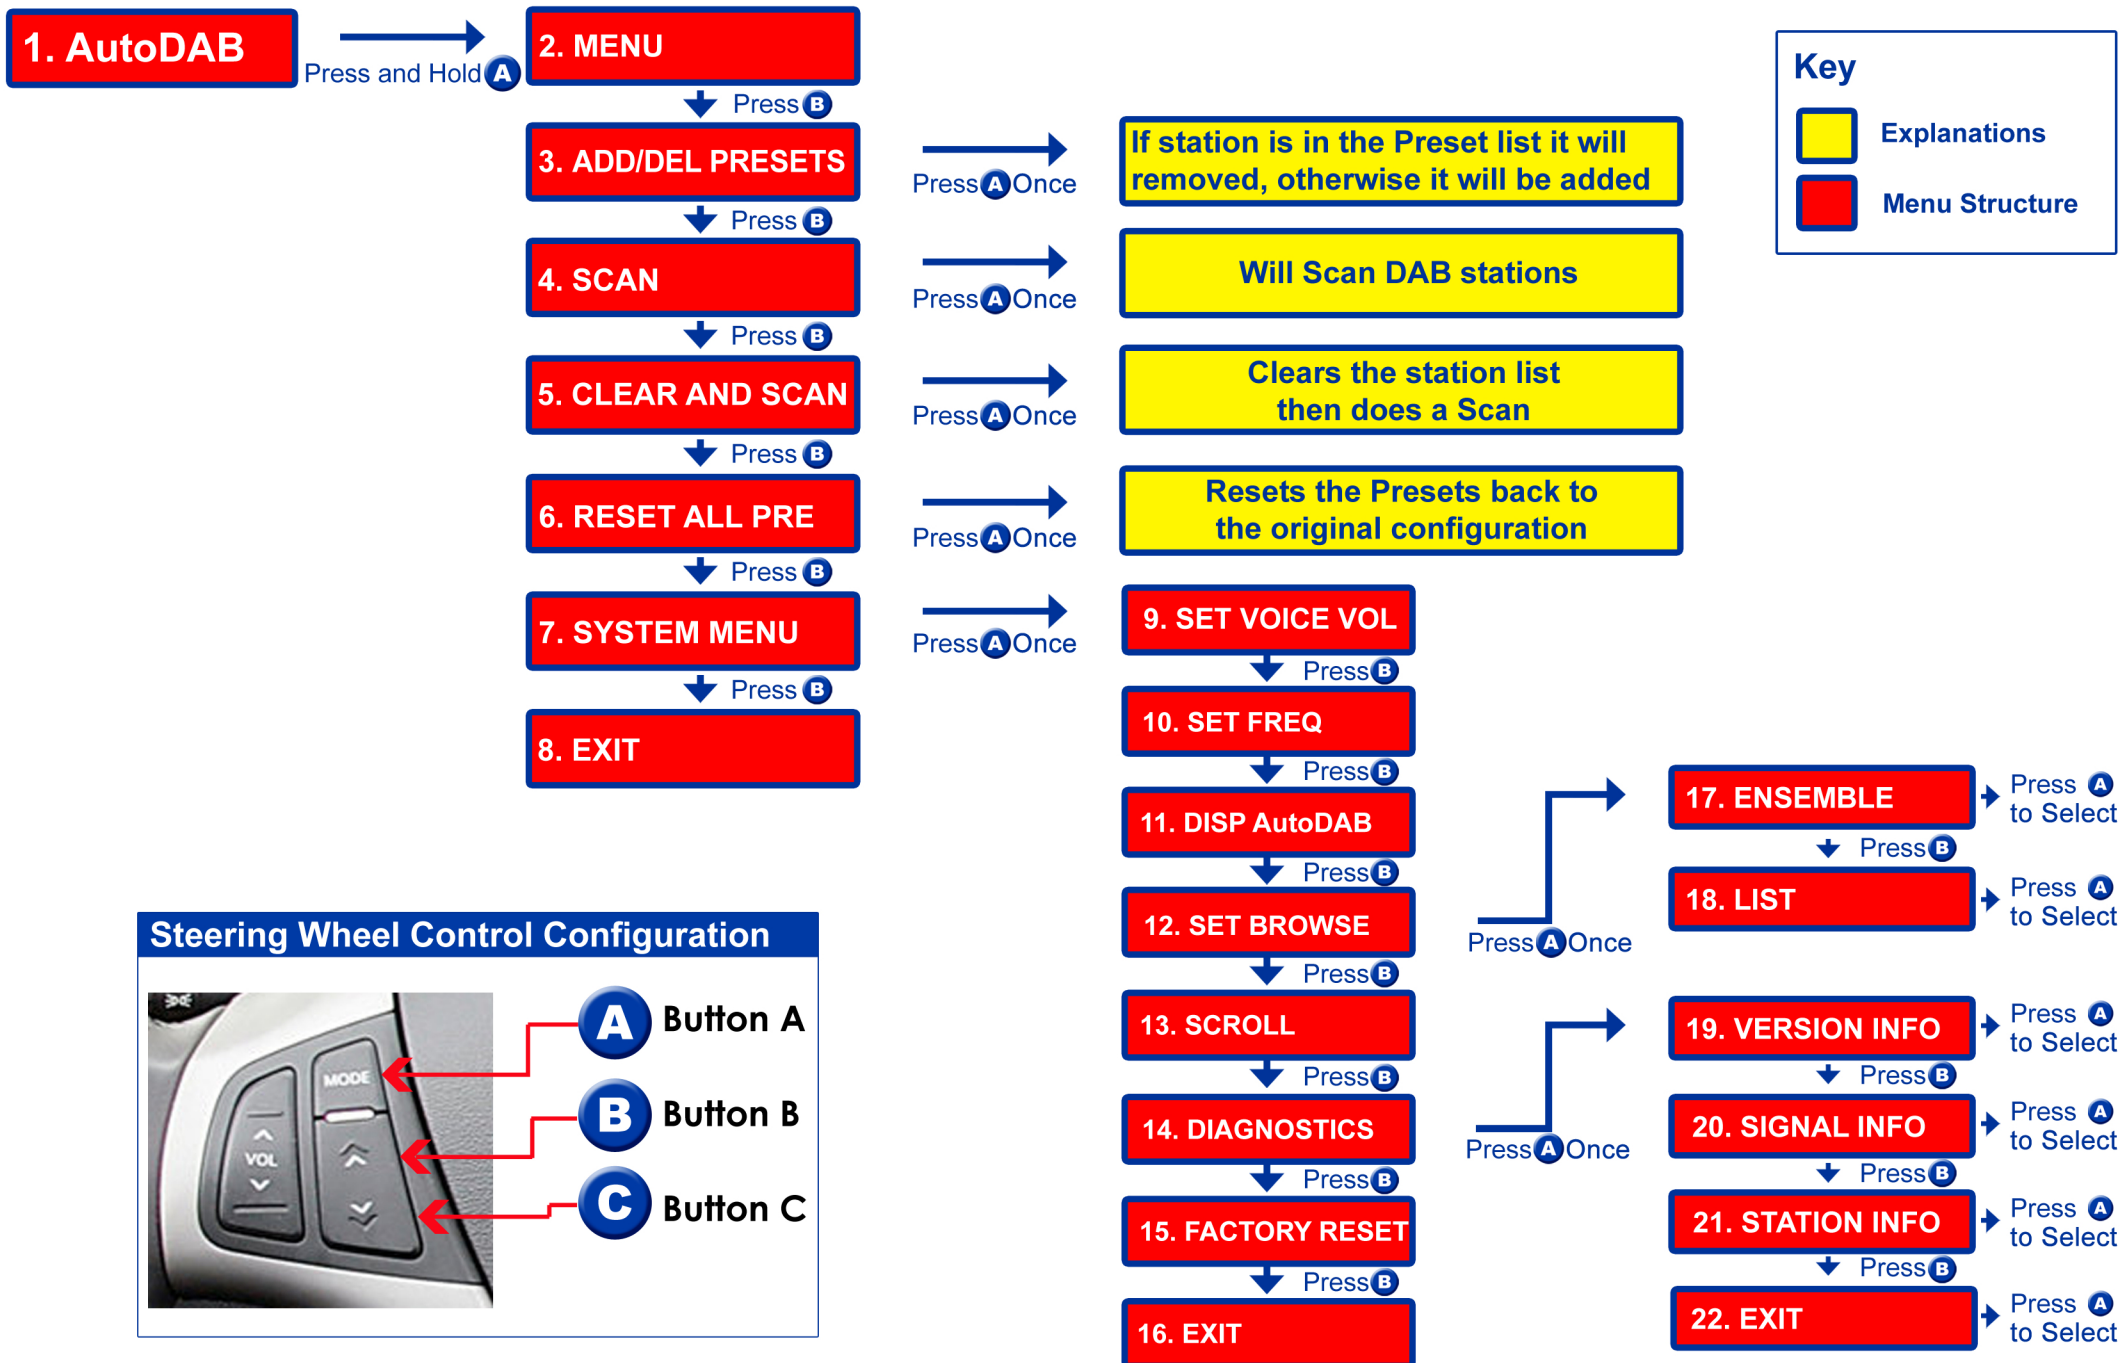 1. AutoDAB
Press and Hold A
2. MENU
Press B
3. ADD/DEL PRESETS
Press A Once
If station is in the Preset list it will
removed, otherwise it will be added
Press B
4. SCAN
Press A Once
Will Scan DAB stations
Press B
5. CLEAR AND SCAN
Press A Once
Clears the station list
then does a Scan
Press B
6. RESET ALL PRE
Press A Once
Resets the Presets back to
the original configuration
Press B
7. SYSTEM MENU
Press A Once
Press B
8. EXIT
Key
Explanations
Menu Structure
9. SET VOICE VOL
Press B
10. SET FREQ
Press B
11. DISP AutoDAB
Press B
12. SET BROWSE
Press A Once
Press B
13. SCROLL
Press B
14. DIAGNOSTICS
Press A Once
Press B
15. FACTORY RESET
Press B
16. EXIT
17. ENSEMBLE
Press A
to Select
Press B
18. LIST
Press A
to Select
19. VERSION INFO
Press A
to Select
Press B
20. SIGNAL INFO
Press A
to Select
Press B
21. STATION INFO
Press A
to Select
Press B
22. EXIT
Press A
to Select
Steering Wheel Control Configuration
MODE
VOL
A Button A
B Button B
C Button C